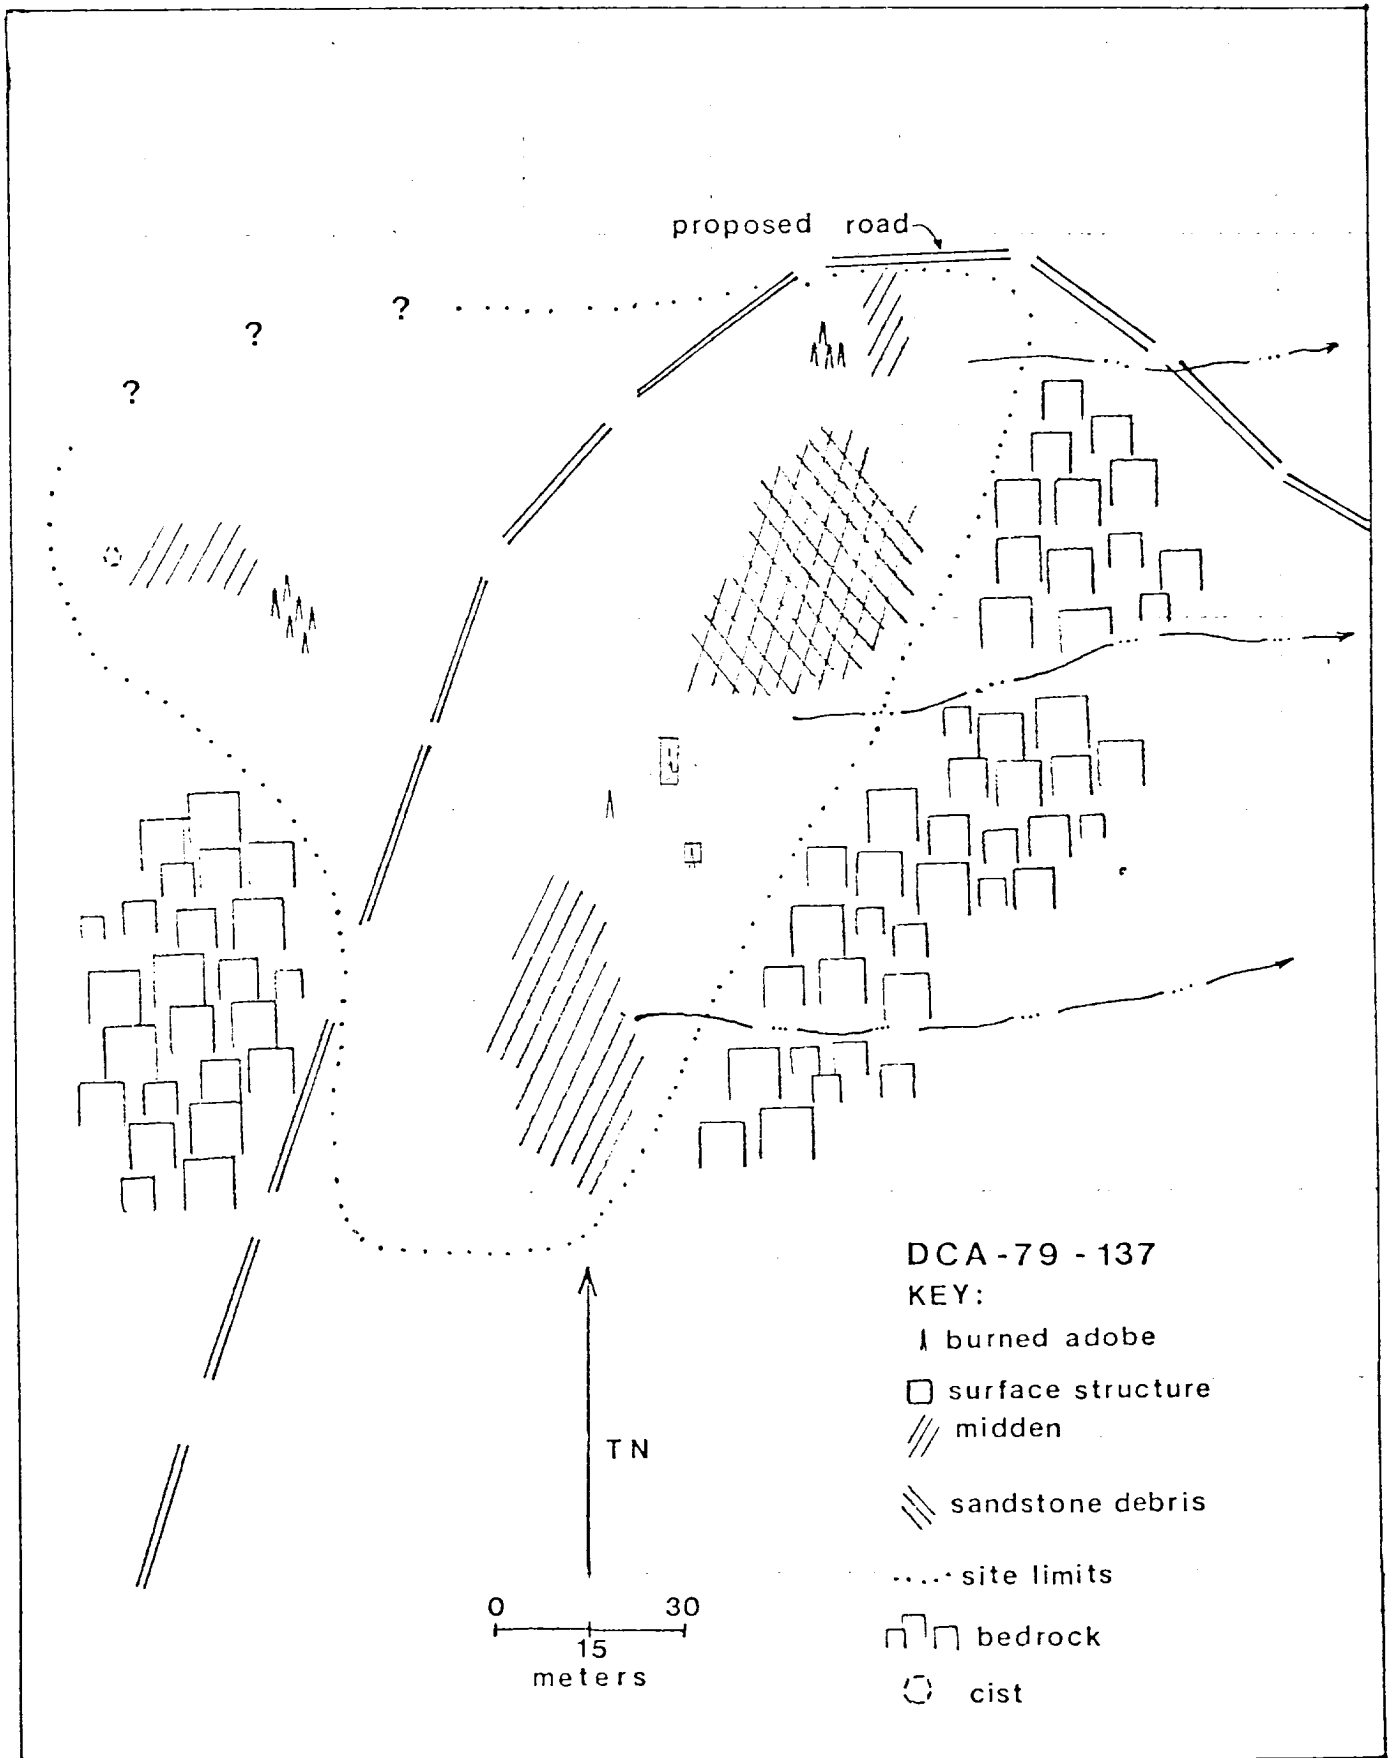 proposed road
?
?
?
DCA-79-137
KEY:
burned adobe
surface structure
midden
sandstone debris
site limits
bedrock
cist
TN
0 30
15
meters